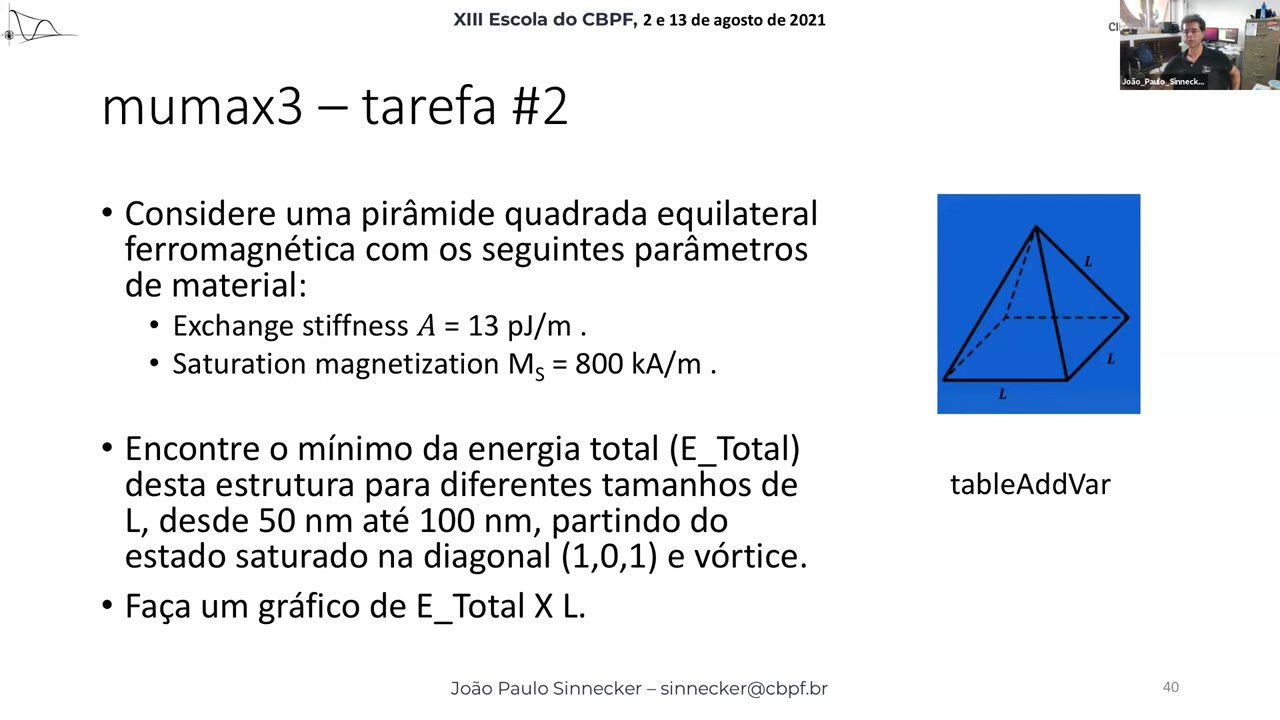 XIII Escola do CBPF, 2 e 13 de agosto de 2021
João_Paulo_Sinneck...
mumax3 – tarefa #2
• Considere uma pirâmide quadrada equilateral
ferromagnética com os seguintes parâmetros
de material:
• Exchange stiffness A = 13 pJ/m .
• Saturation magnetization MS = 800 kA/m .
L
L
L
• Encontre o mínimo da energia total (E_Total)
desta estrutura para diferentes tamanhos de
L, desde 50 nm até 100 nm, partindo do
estado saturado na diagonal (1,0,1) e vórtice.
tableAddVar
• Faça um gráfico de E_Total X L.
João Paulo Sinnecker – sinnecker@cbpf.br
40